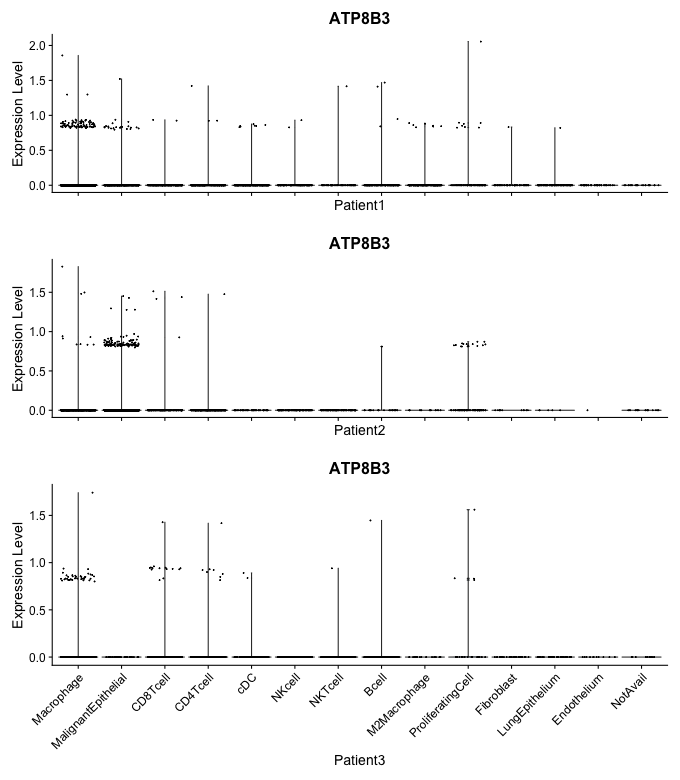 ATP8B3
Expression Level
2.0
1.5
1.0
0.5
0.0
Patient1
ATP8B3
Expression Level
1.5
1.0
0.5
0.0
Patient2
ATP8B3
Expression Level
1.5
1.0
0.5
0.0
Macrophage
MalignantEpithelial
CD8Tcell
CD4Tcell
cDC
NKcell
NKTcell
Bcell
M2Macrophage
ProliferatingCell
Fibroblast
LungEpithelium
Endothelium
NotAvail
Patient3